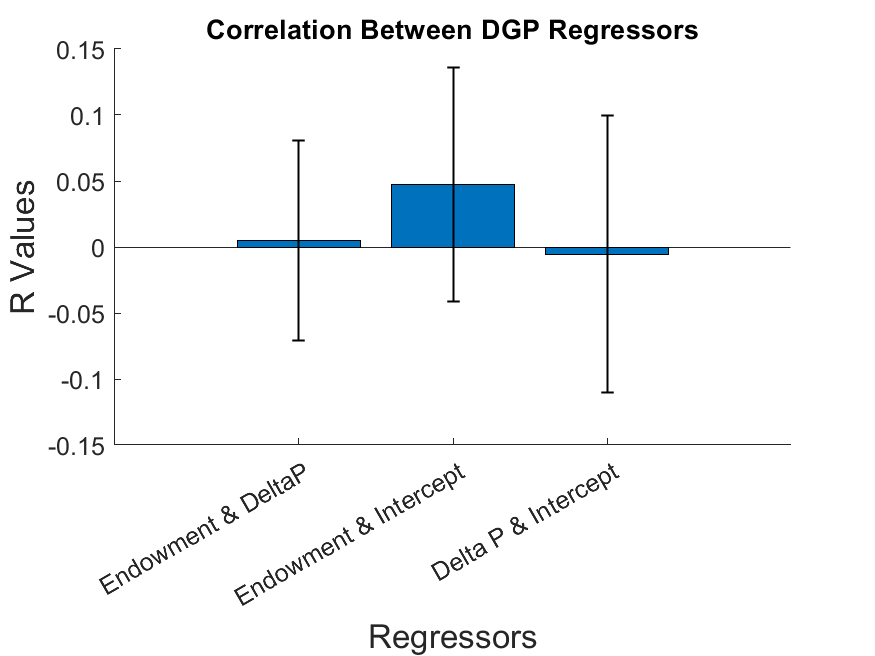 Correlation Between DGP Regressors
0.15
0.1
0.05
0
-0.05
-0.1
-0.15
R Values
Endowment & DeltaP
Endowment & Intercept
Delta P & Intercept
Regressors